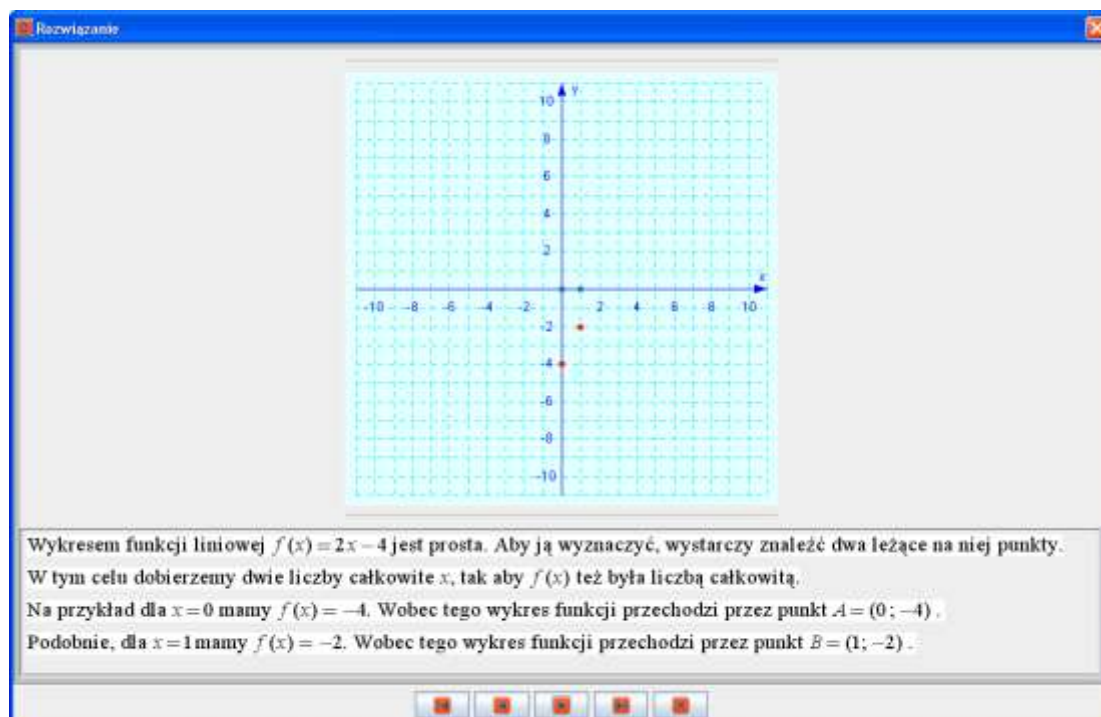 Rozwiązanie
y
10
8
6
4
2
x
-10 -8 -6 -4 -2 2 4 6 8 10
-2
-4
-6
-8
-10
Wykresem funkcji liniowej f(x) = 2x − 4 jest prosta. Aby ją wyznaczyć, wystarczy znaleźć dwa leżące na niej punkty.
W tym celu dobierzemy dwie liczby całkowite x, tak aby f(x) też była liczbą całkowitą.
Na przykład dla x = 0 mamy f(x) = −4. Wobec tego wykres funkcji przechodzi przez punkt A = (0; −4) .
Podobnie, dla x = 1 mamy f(x) = −2. Wobec tego wykres funkcji przechodzi przez punkt B = (1; −2) .